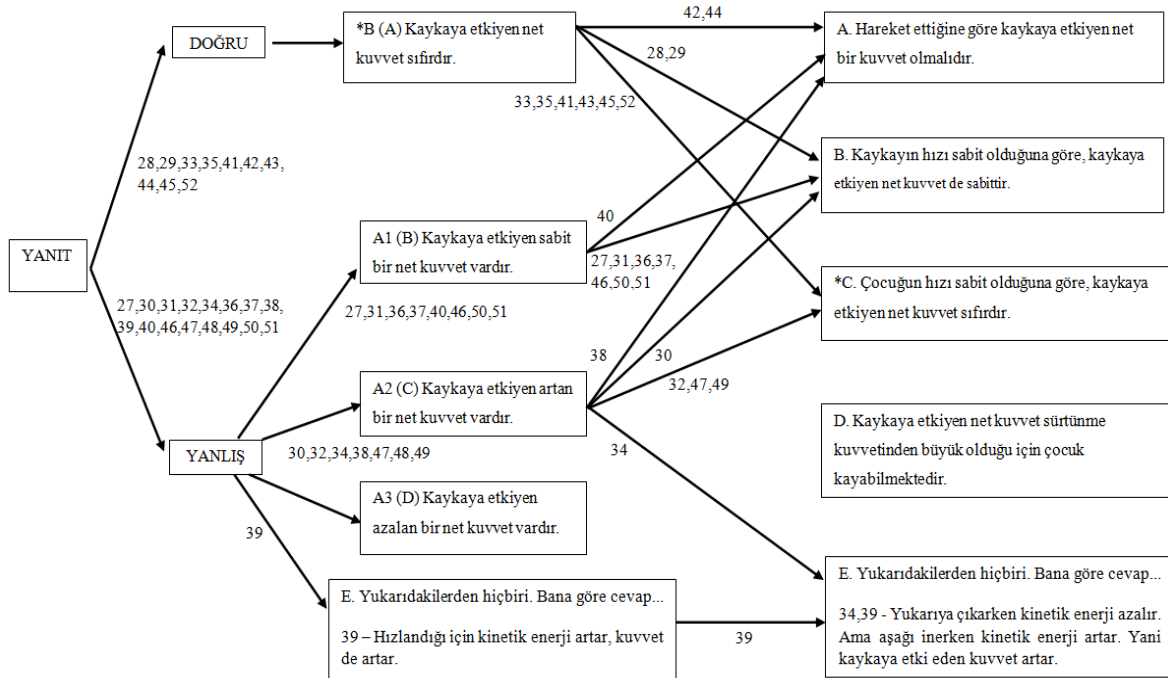 DOĞRU
*B (A) Kaykaya etkiyen net
kuvvet sıfırdır.
42,44
28,29
33,35,41,43,45,52
A. Hareket ettiğine göre kaykaya etkiyen net
bir kuvvet olmalıdır.
28,29,33,35,41,42,43,
44,45,52
B. Kaykayın hızı sabit olduğuna göre, kaykaya
etkiyen net kuvvet de sabittir.
YANIT
A1 (B) Kaykaya etkiyen sabit
bir net kuvvet vardır.
40
27,31,36,37,
46,50,51
*C. Çocuğun hızı sabit olduğuna göre, kaykaya
etkiyen net kuvvet sıfırdır.
27,30,31,32,34,36,37,38,
39,40,46,47,48,49,50,51
27,31,36,37,40,46,50,51
A2 (C) Kaykaya etkiyen artan
bir net kuvvet vardır.
38
30
32,47,49
34
D. Kaykaya etkiyen net kuvvet sürtünme
kuvvetinden büyük olduğu için çocuk
kayabilmektedir.
YANLIŞ
30,32,34,38,47,48,49
A3 (D) Kaykaya etkiyen
azalan bir net kuvvet vardır.
39
E. Yukarıdakilerden hiçbiri. Bana göre cevap...
39 – Hızlandığı için kinetik enerji artar, kuvvet
de artar.
39
E. Yukarıdakilerden hiçbiri. Bana göre cevap...
34,39 - Yukarıya çıkarken kinetik enerji azalır.
Ama aşağı inerken kinetik enerji artar. Yani
kaykaya etki eden kuvvet artar.